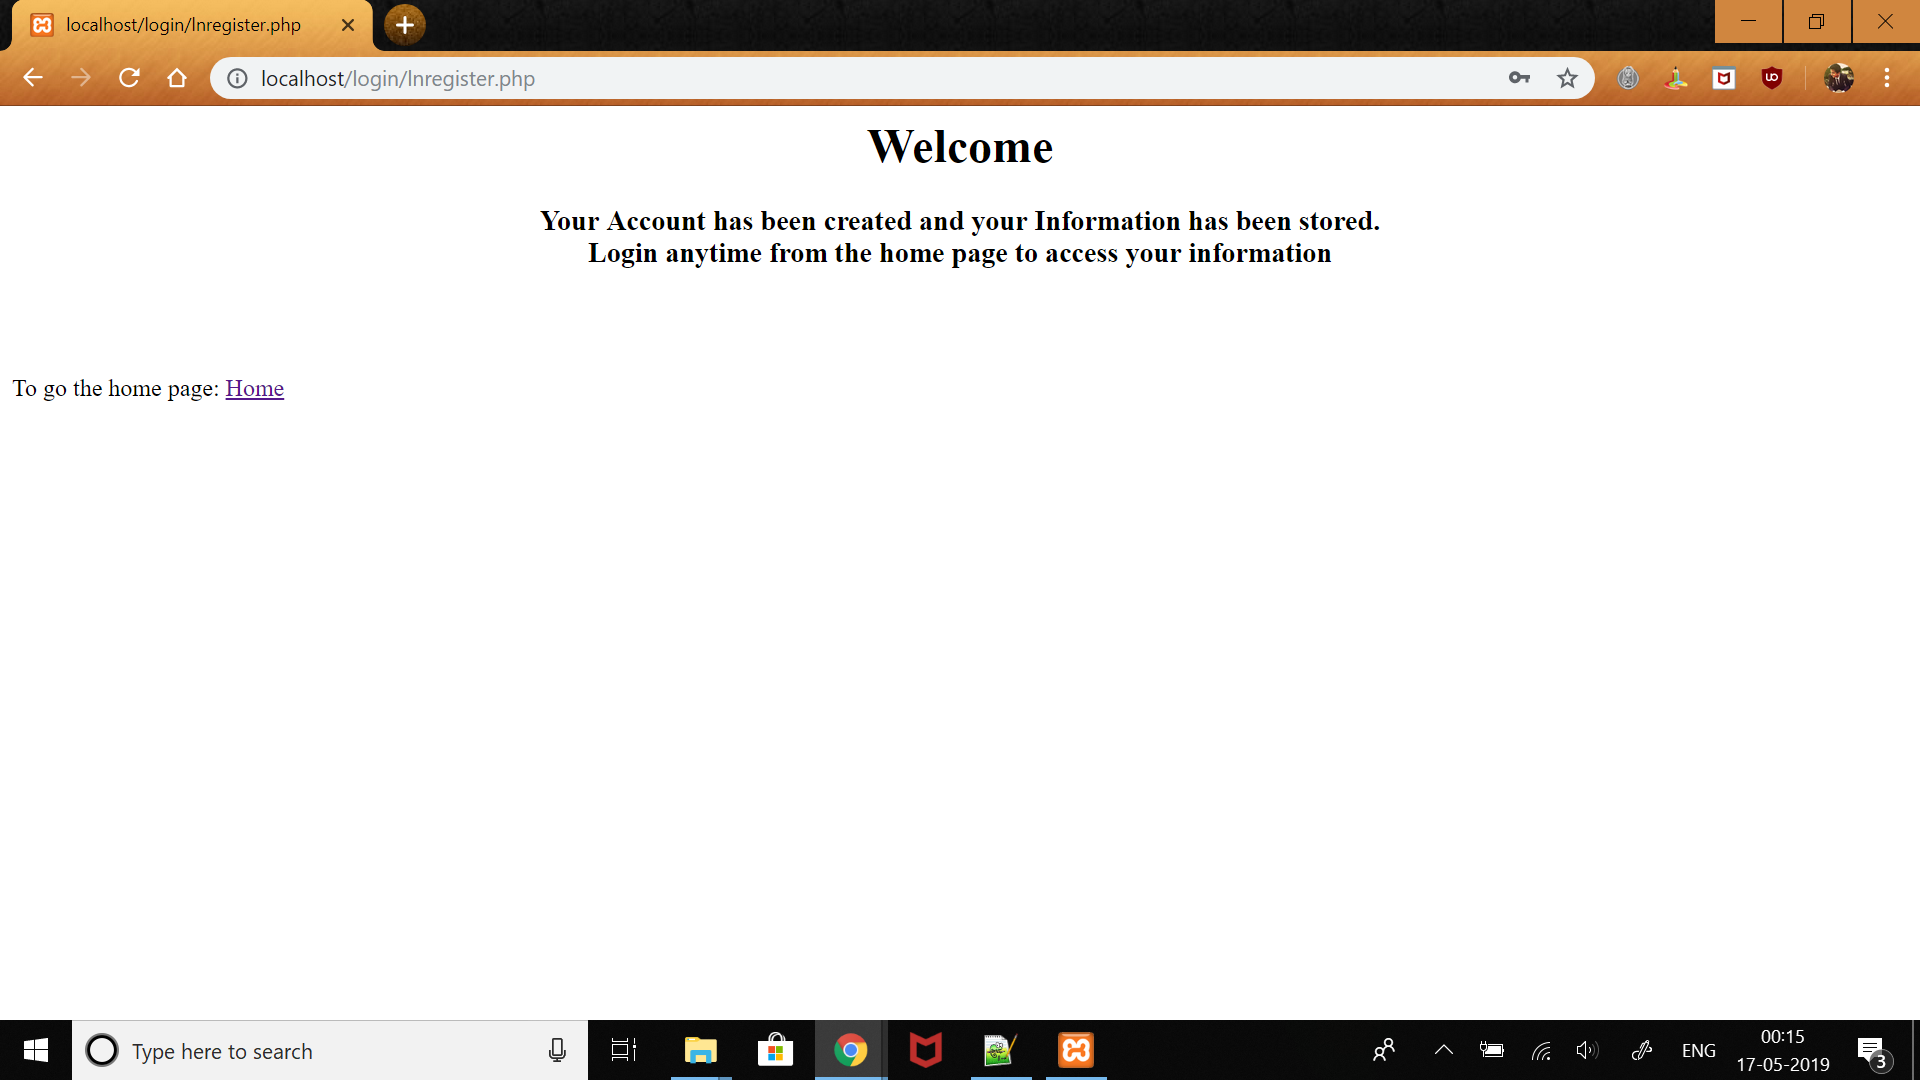 localhost/login/lnregister.php
localhost/login/lnregister.php
Welcome
Your Account has been created and your Information has been stored.
Login anytime from the home page to access your information
To go the home page: Home
Type here to search
ENG
00:15
17-05-2019
3